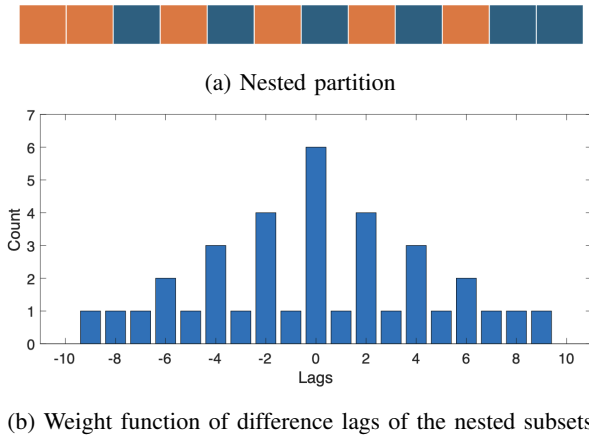 (a) Nested partition
7
6
5
4
3
2
1
0
Count
-10 -8 -6 -4 -2 0 2 4 6 8 10
Lags
(b) Weight function of difference lags of the nested subsets